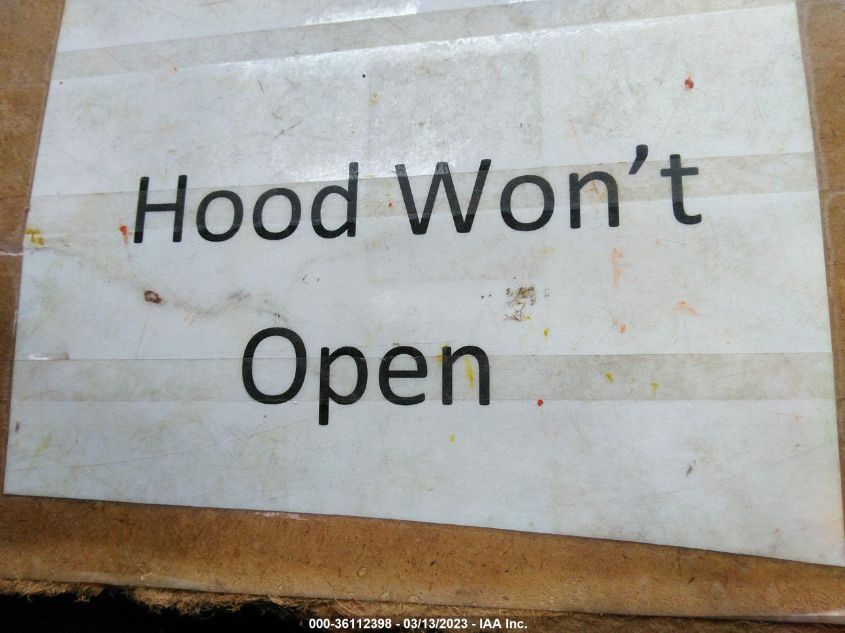 Hood Won’t
Open
000-36112398 - 03/13/2023 - IAA Inc.